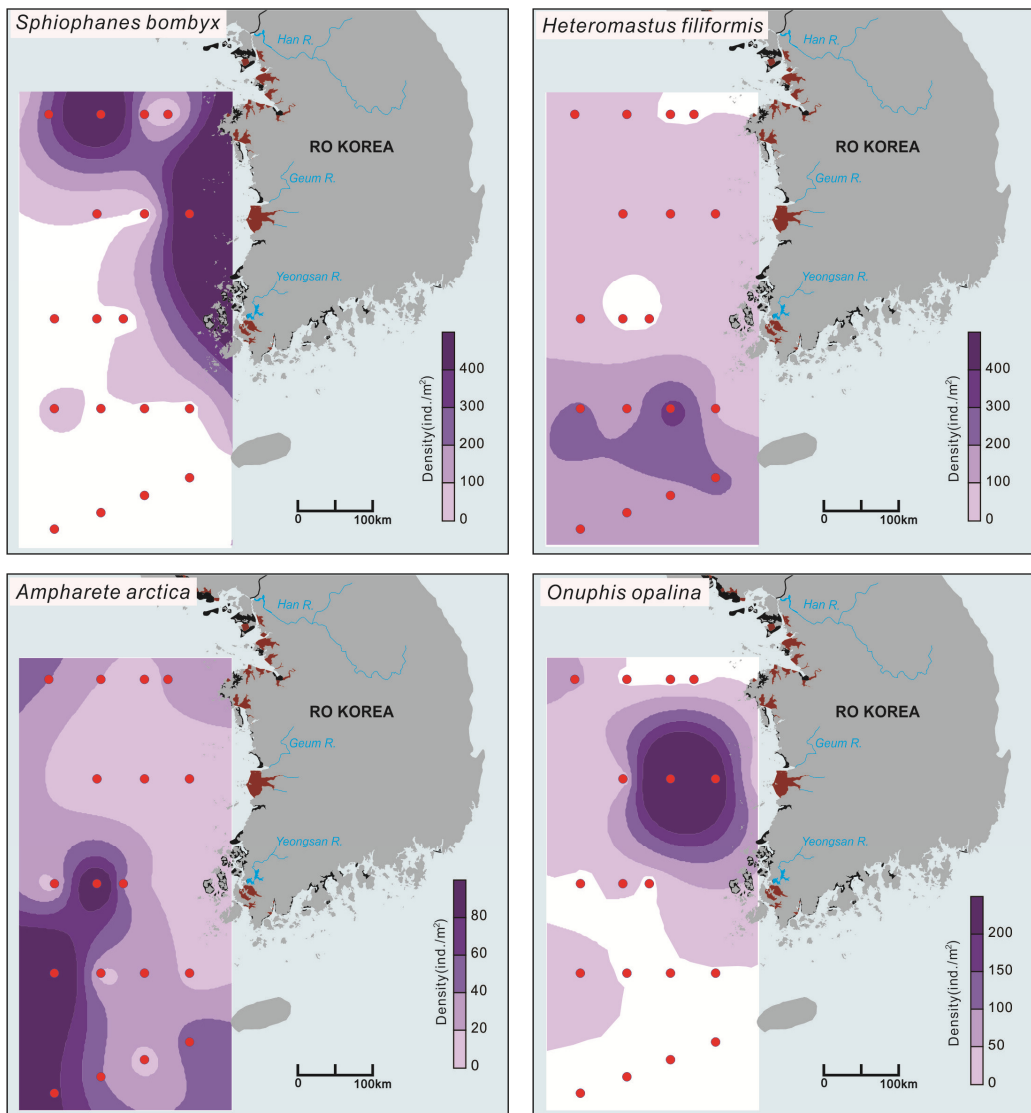 Sphiophanes bombyx
Han R.
RO KOREA
Geum R.
Yeongsan R.
Density(ind./m²)
400
300
200
100
0
0 100km
Heteromastus filiformis
Han R.
RO KOREA
Geum R.
Yeongsan R.
Density(ind./m²)
400
300
200
100
0
0 100km
Ampharete arctica
Han R.
RO KOREA
Geum R.
Yeongsan R.
Density(ind./m²)
80
60
40
20
0
0 100km
Onuphis opalina
Han R.
RO KOREA
Geum R.
Yeongsan R.
Density(ind./m²)
200
150
100
50
0
0 100km